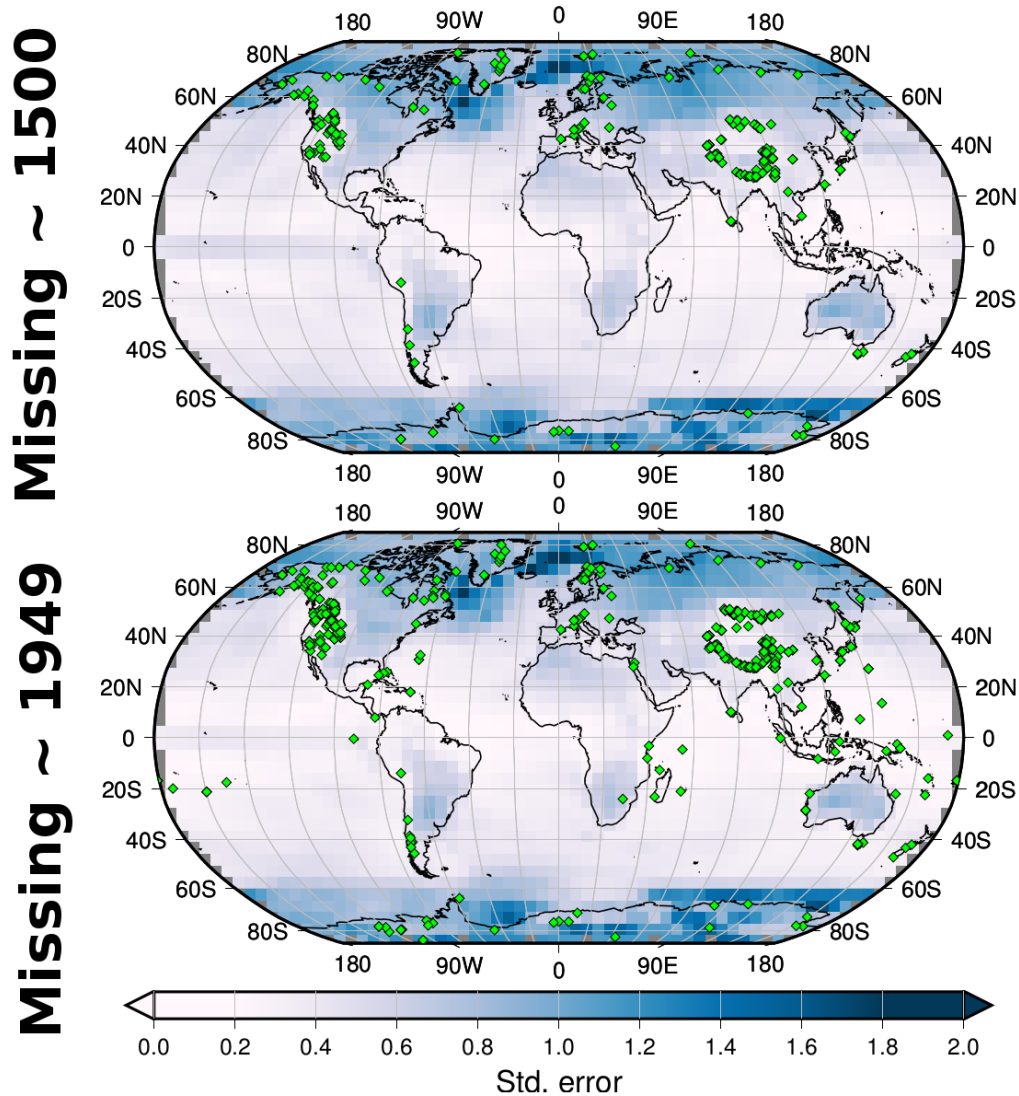 Missing ~ 1500
180 90W 0 90E 180
80N 80N
60N 60N
40N 40N
20N 20N
0 0
20S 20S
40S 40S
60S 60S
80S 80S
180 90W 0 90E 180
Missing ~ 1949
180 90W 0 90E 180
80N 80N
60N 60N
40N 40N
20N 20N
0 0
20S 20S
40S 40S
60S 60S
80S 80S
180 90W 0 90E 180
0.0 0.2 0.4 0.6 0.8 1.0 1.2 1.4 1.6 1.8 2.0
Std. error